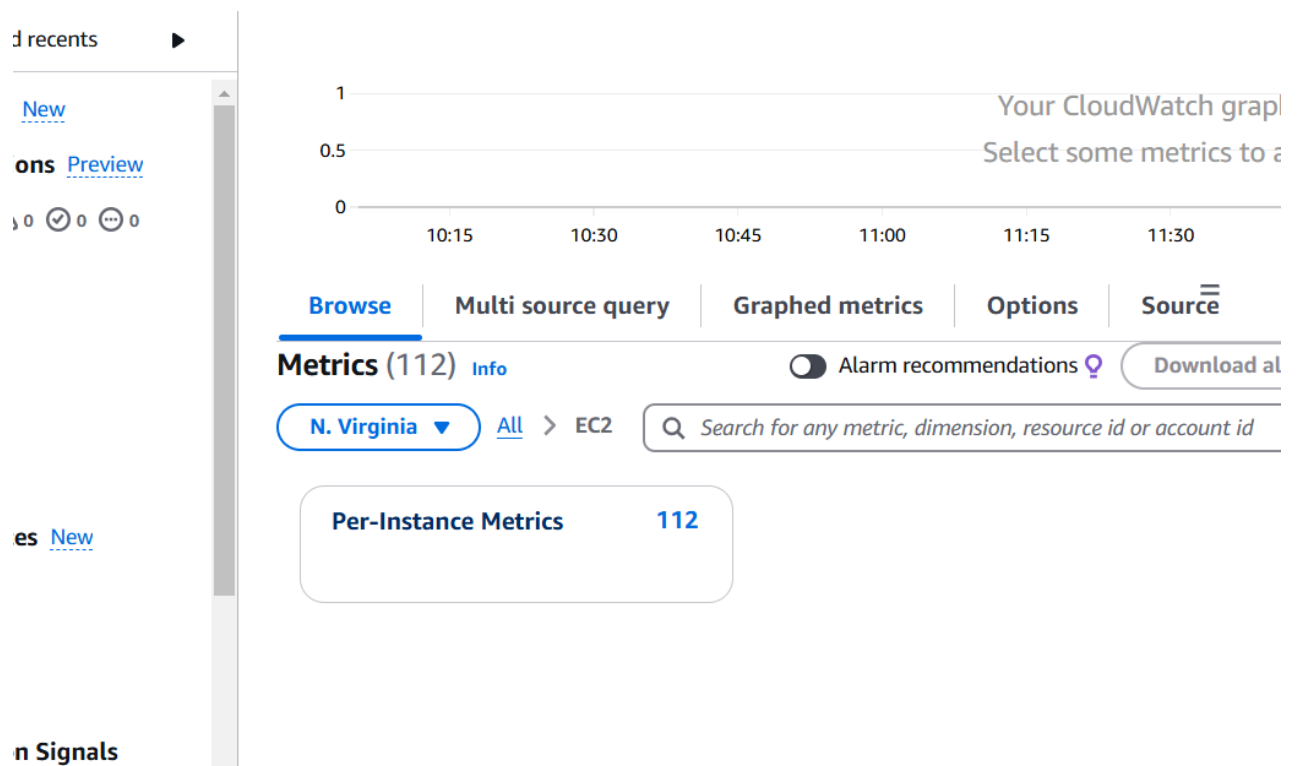 d recents
New
ons Preview
0 0 0
es New
n Signals
1
0.5
0
Your CloudWatch grap
Select some metrics to a
10:15 10:30 10:45 11:00 11:15 11:30
Browse Multi source query Graphed metrics Options Source
Metrics (112) Info Alarm recommendations Download al
N. Virginia All > EC2 Search for any metric, dimension, resource id or account id
Per-Instance Metrics 112